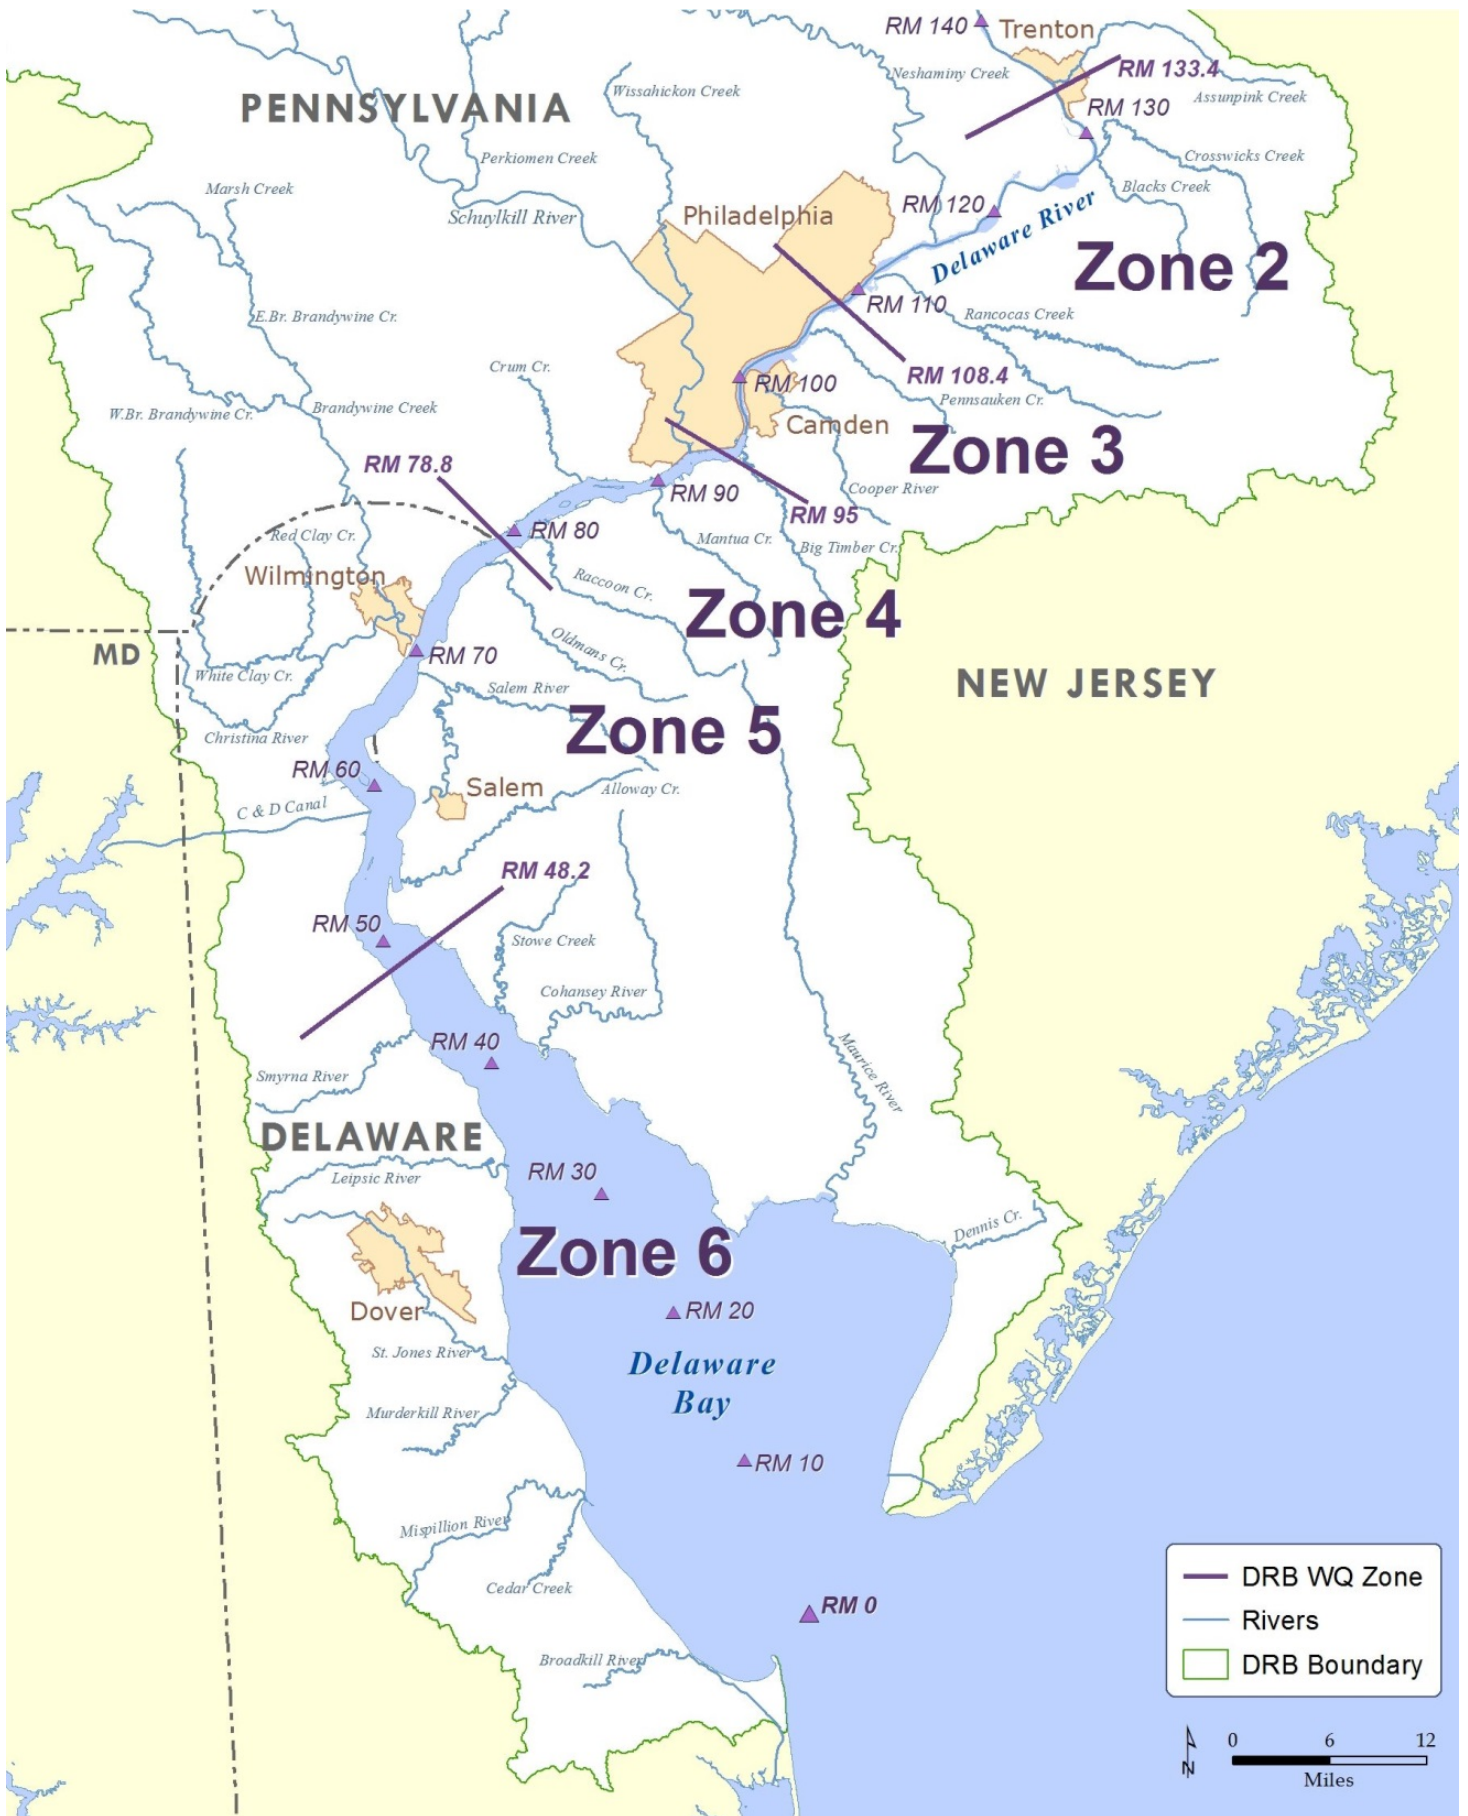 RM 140
Trenton
Neshaminy Creek
RM 133.4
Assunpink Creek
PENNSYLVANIA
Wissahickon Creek
RM 130
Perkiomen Creek
Crosswicks Creek
Marsh Creek
Blacks Creek
Schuylkill River
Philadelphia
RM 120
Delaware River
Zone 2
RM 110
E.Br. Brandywine Cr.
Rancocas Creek
Crum Cr.
RM 100
RM 108.4
W.Br. Brandywine Cr.
Brandywine Creek
Pennsauken Cr.
Camden
Zone 3
RM 78.8
RM 90
Cooper River
RM 95
Red Clay Cr.
RM 80
Mantua Cr.
Big Timber Cr.
Wilmington
Raccoon Cr.
Zone 4
MD
RM 70
Oldmans Cr.
White Clay Cr.
Salem River
NEW JERSEY
Christina River
Zone 5
RM 60
Salem
Alloway Cr.
C & D Canal
RM 48.2
RM 50
Stowe Creek
Cohansey River
RM 40
Maurice River
Smyrna River
DELAWARE
Leipsic River
RM 30
Dennis Cr.
Zone 6
Dover
RM 20
St. Jones River
Delaware
Bay
Murderkill River
RM 10
Mispillion River
Cedar Creek
RM 0
Broadkill River
DRB WQ Zone
Rivers
DRB Boundary
N
0 6 12
Miles